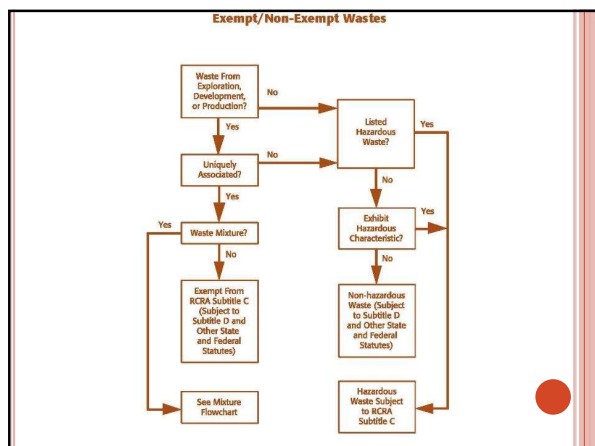 Exempt/Non-Exempt Wastes
Waste From
Exploration,
Development,
or Production?
No
Yes
Listed
Hazardous
Waste?
Yes
Uniquely
Associated?
No
Yes
No
Yes
Waste Mixture?
No
Exhibit
Hazardous
Characteristic?
Yes
No
Exempt From
RCRA Subtitle C
(Subject to
Subtitle D and
Other State
and Federal
Statutes)
Non-hazardous
Waste (Subject
to Subtitle D
and Other State
and Federal
Statutes)
See Mixture
Flowchart
Hazardous
Waste Subject
to RCRA
Subtitle C